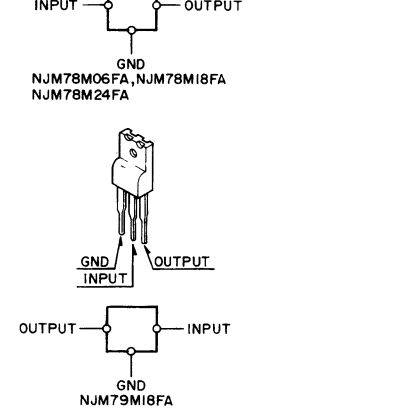 INPUT OUTPUT
GND
NJM78M06FA,NJM78M18FA
NJM78M24FA
GND OUTPUT
INPUT
OUTPUT INPUT
GND
NJM79M18FA